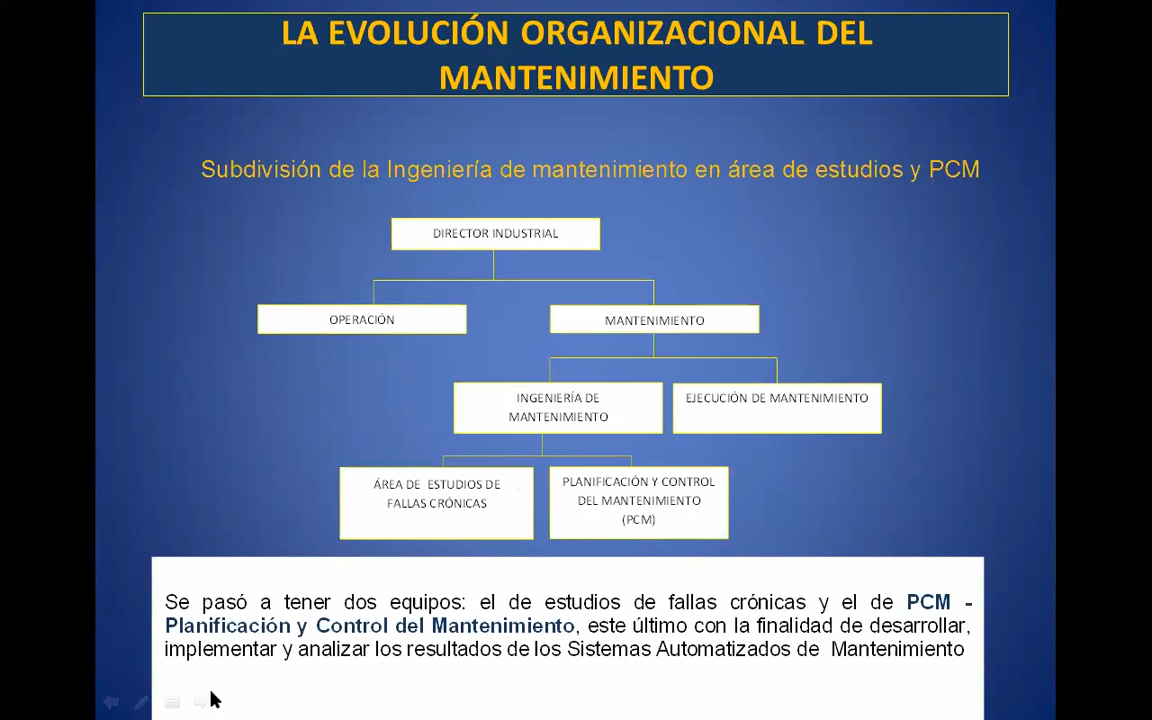 LA EVOLUCIÓN ORGANIZACIONAL DEL
MANTENIMIENTO
Subdivisión de la Ingeniería de mantenimiento en área de estudios y PCM
DIRECTOR INDUSTRIAL
OPERACIÓN
MANTENIMIENTO
INGENIERÍA DE
MANTENIMIENTO
EJECUCIÓN DE MANTENIMIENTO
ÁREA DE ESTUDIOS DE
FALLAS CRÓNICAS
PLANIFICACIÓN Y CONTROL
DEL MANTENIMIENTO
(PCM)
Se pasó a tener dos equipos: el de estudios de fallas crónicas y el de PCM -
Planificación y Control del Mantenimiento, este último con la finalidad de desarrollar,
implementar y analizar los resultados de los Sistemas Automatizados de Mantenimiento